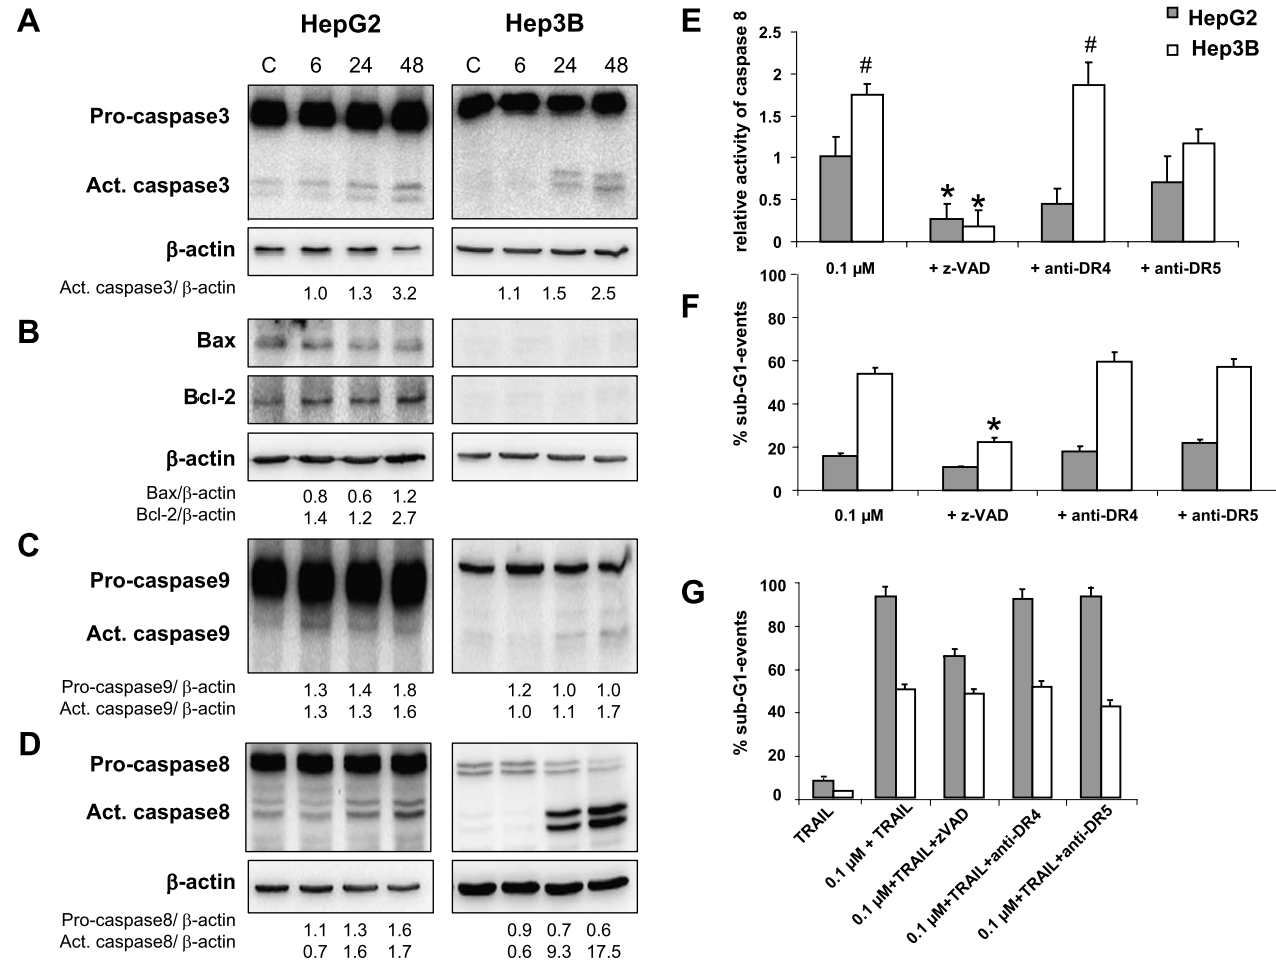 A
HepG2
Hep3B
C 6 24 48
C 6 24 48
Pro-caspase3
Act. caspase3
β-actin
Act. caspase3/ β-actin
1.0 1.3 3.2
1.1 1.5 2.5
B
Bax
Bcl-2
β-actin
Bax/β-actin
0.8 0.6 1.2
Bcl-2/β-actin
1.4 1.2 2.7
C
Pro-caspase9
Act. caspase9
Pro-caspase9/ β-actin
1.3 1.4 1.8
1.2 1.0 1.0
Act. caspase9/ β-actin
1.3 1.3 1.6
1.0 1.1 1.7
D
Pro-caspase8
Act. caspase8
β-actin
Pro-caspase8/ β-actin
1.1 1.3 1.6
0.9 0.7 0.6
Act. caspase8/ β-actin
0.7 1.6 1.7
0.6 9.3 17.5
E
HepG2
Hep3B
relative activity of caspase 8
2.5
2
1.5
1
0.5
0
#
* *
#
0.1 µM
+ z-VAD
+ anti-DR4
+ anti-DR5
F
% sub-G1-events
100
80
60
40
20
0
*
0.1 µM
+ z-VAD
+ anti-DR4
+ anti-DR5
G
% sub-G1-events
100
80
60
40
20
0
TRAIL
0.1 µM + TRAIL
0.1 µM+TRAIL+zVAD
0.1 µM+TRAIL+anti-DR4
0.1 µM+TRAIL+anti-DR5